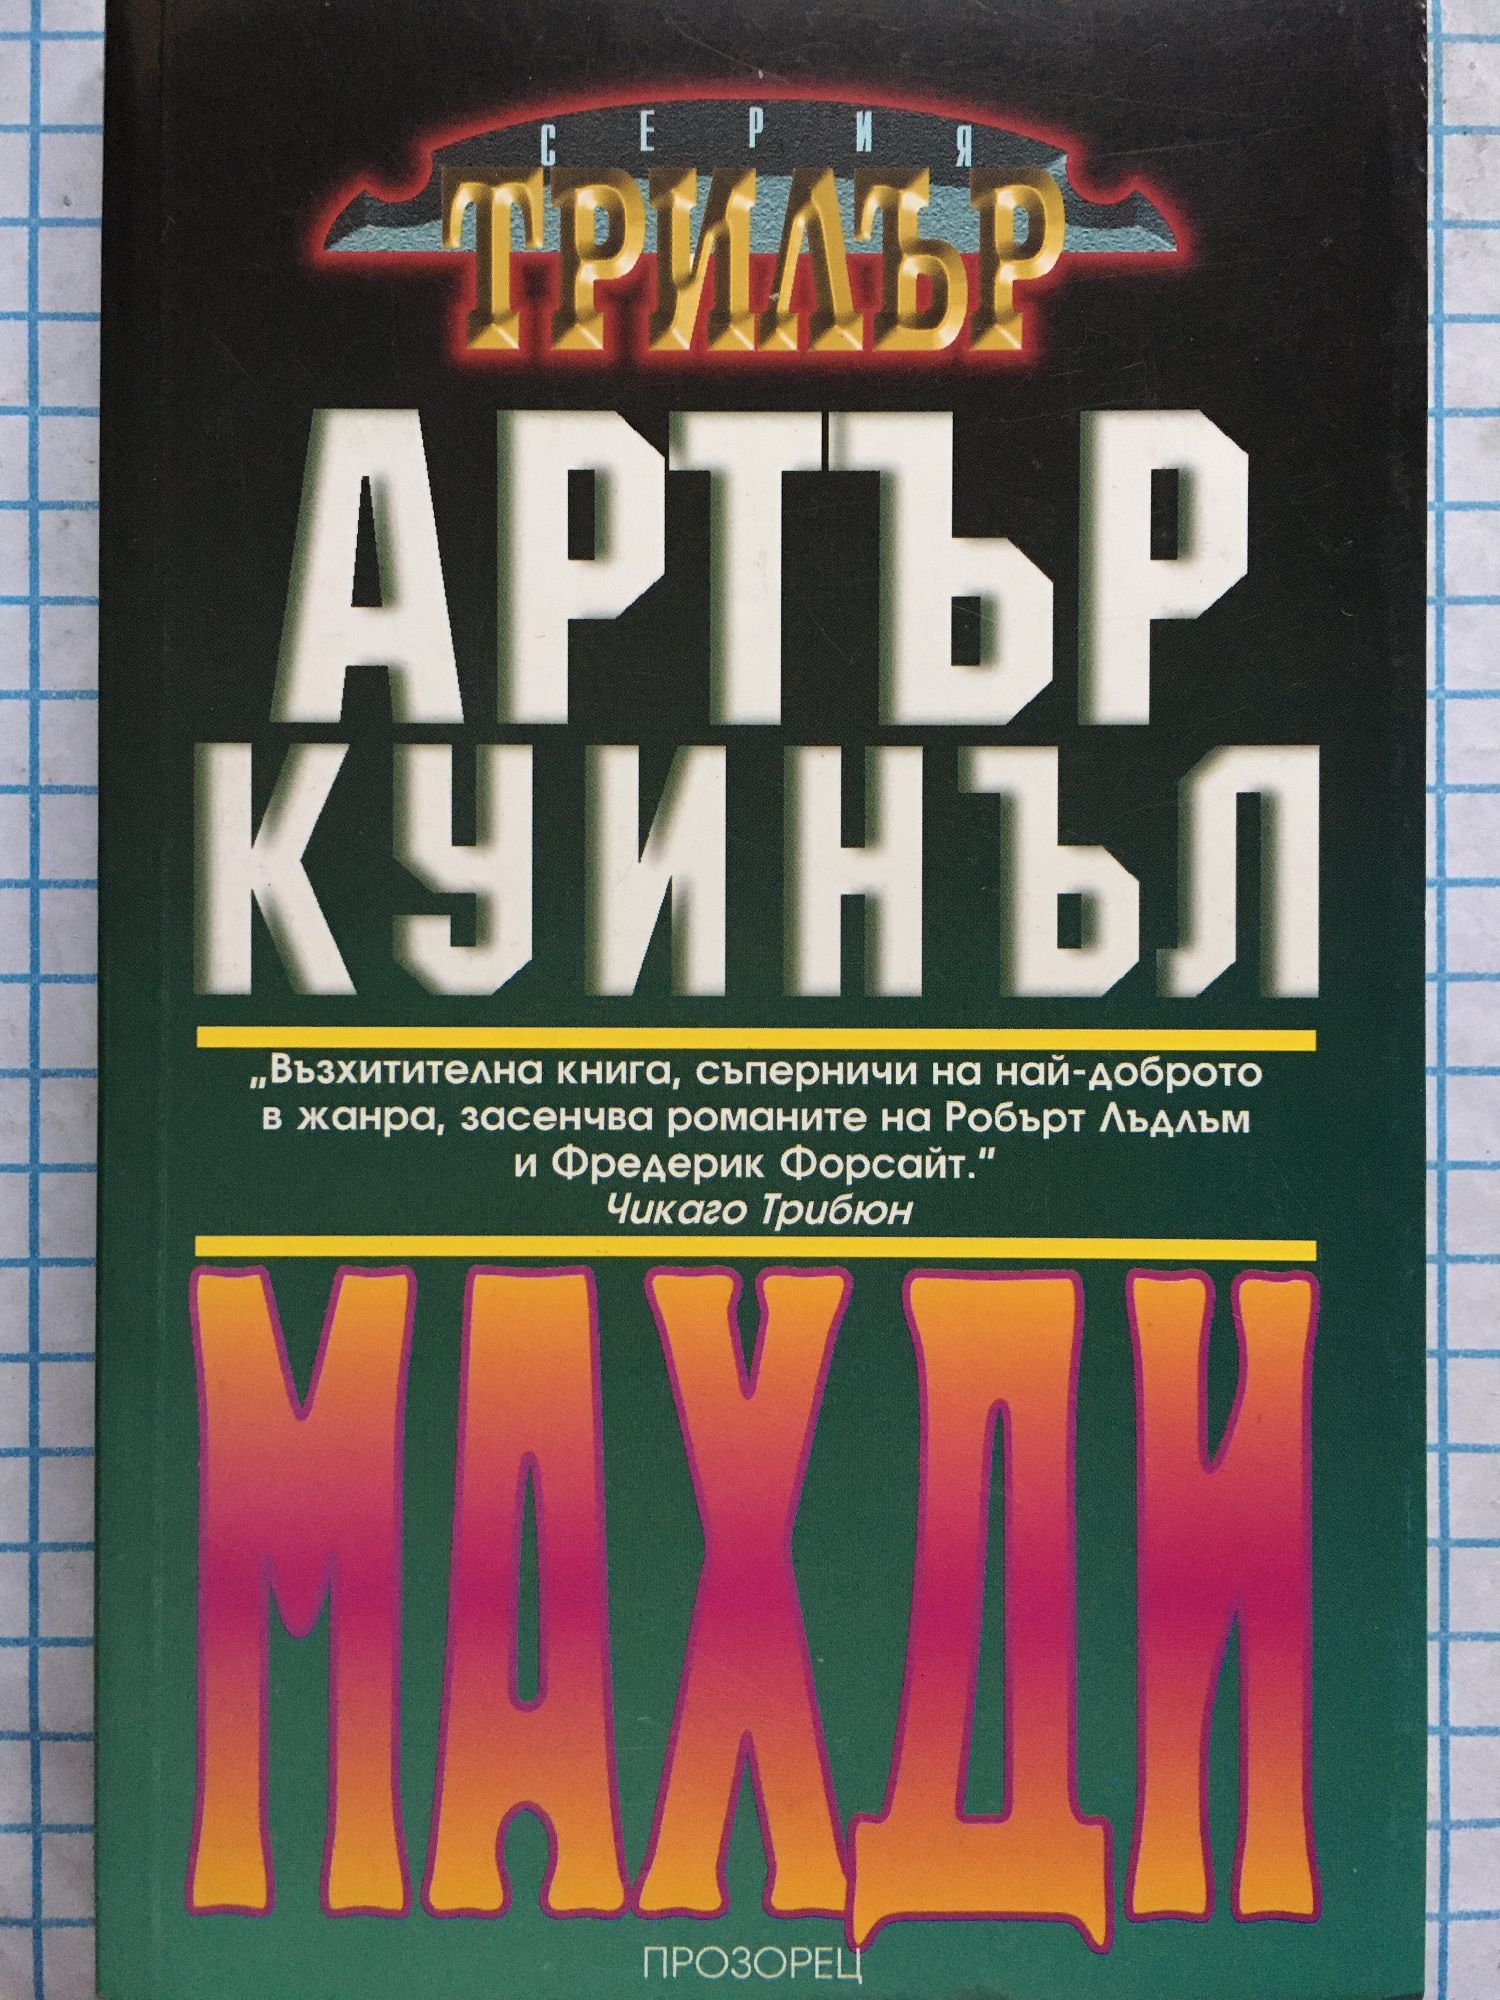 СЕРИЯ
ТРИЛЪР
АРТЪР
КУИНЪЛ
„Възхитителна книга, съперничи на най-доброто
в жанра, засенчва романите на Робърт Лъдлъм
и Фредерик Форсайт."
Чикаго Трибюн
МАХДИ
ПРОЗОРЕЦ